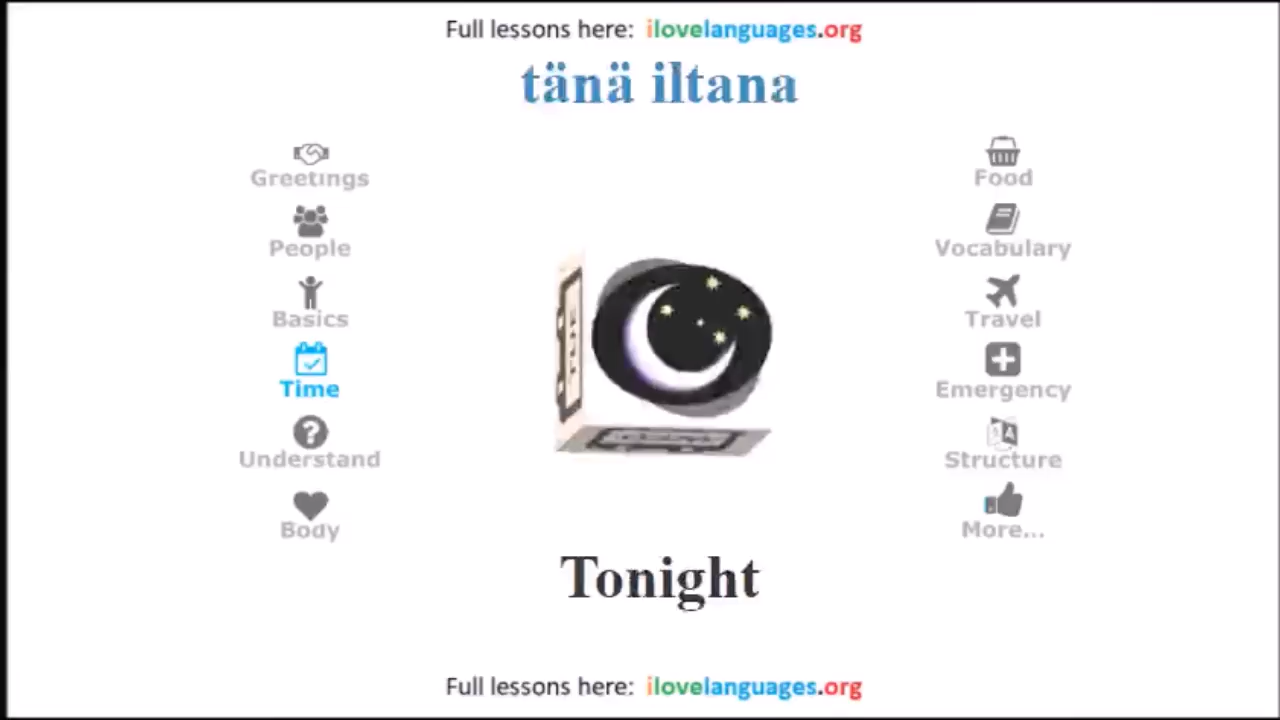 Full lessons here: ilovelanguages.org
tänä iltana
Greetings
People
Basics
Time
Understand
Body
TUE
Food
Vocabulary
Travel
Emergency
Structure
More...
Tonight
Full lessons here: ilovelanguages.org